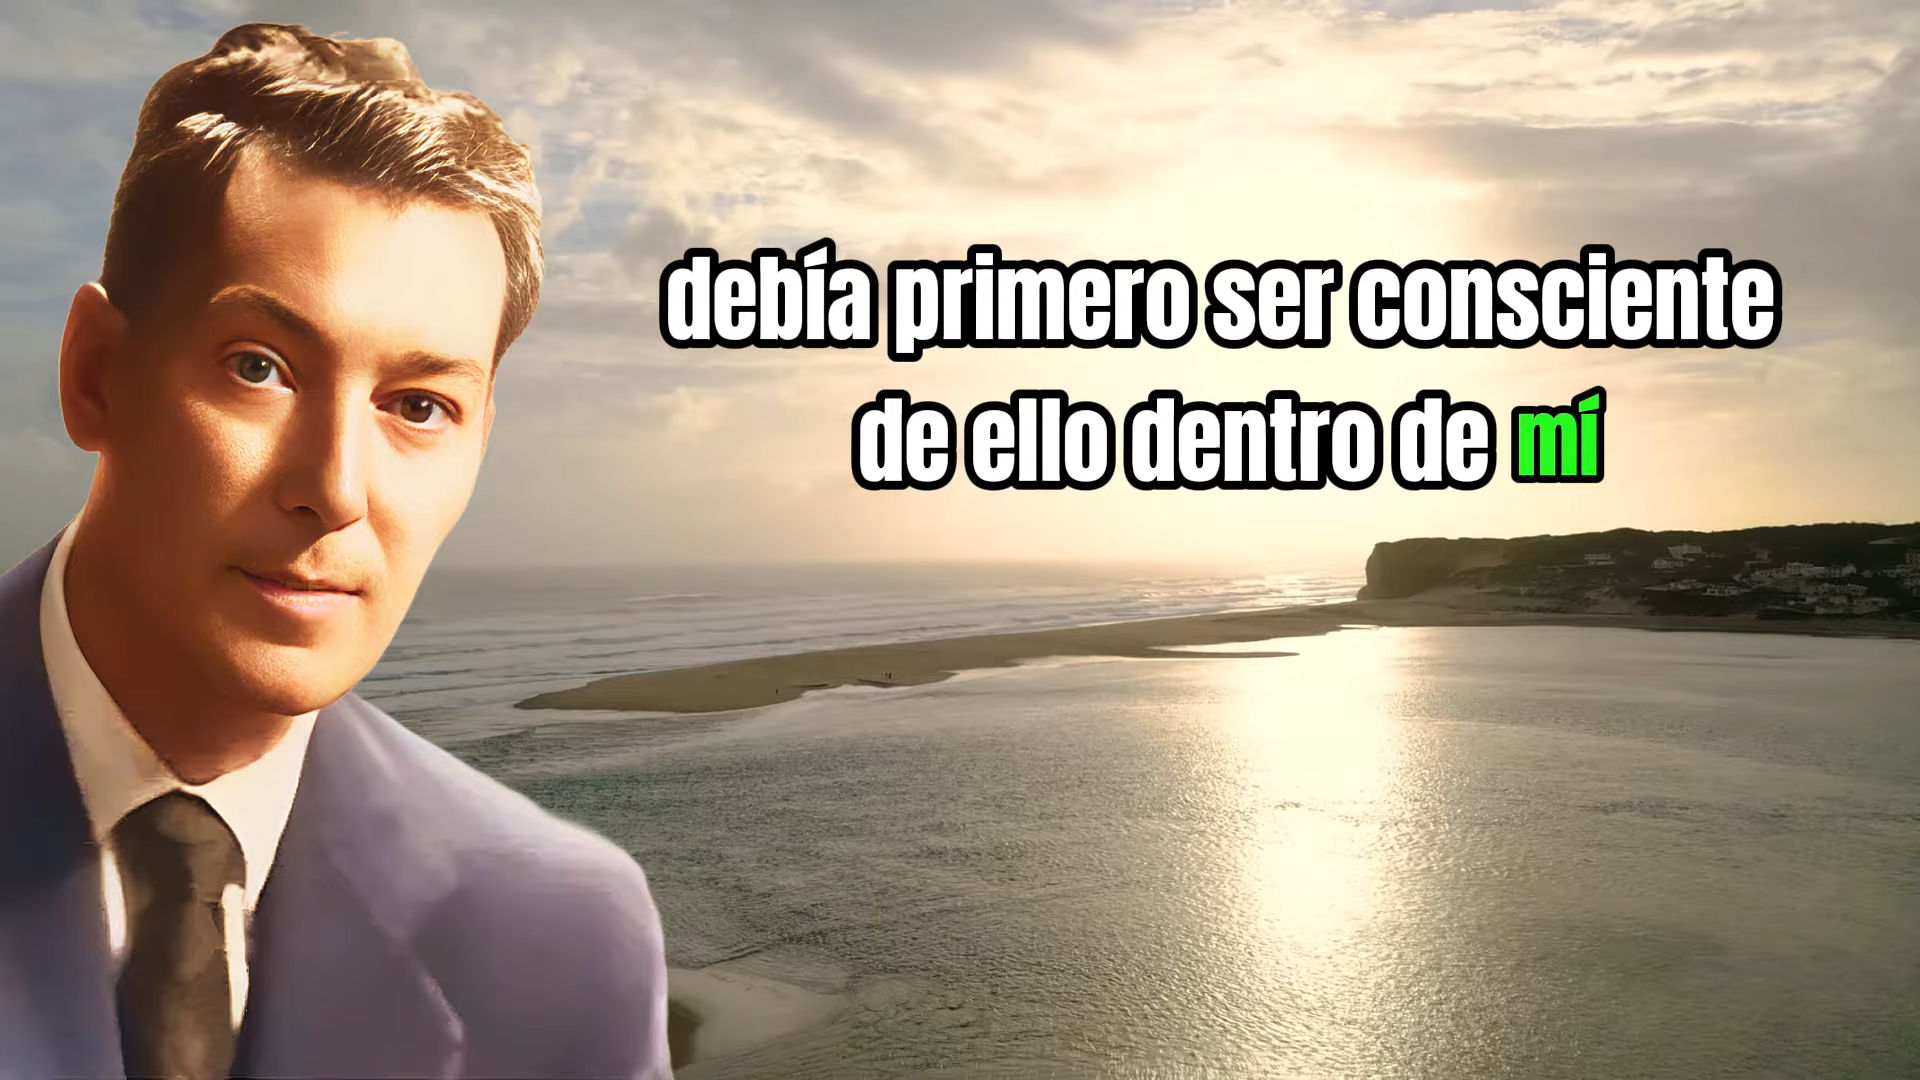 debía primero ser consciente
de ello dentro de mí